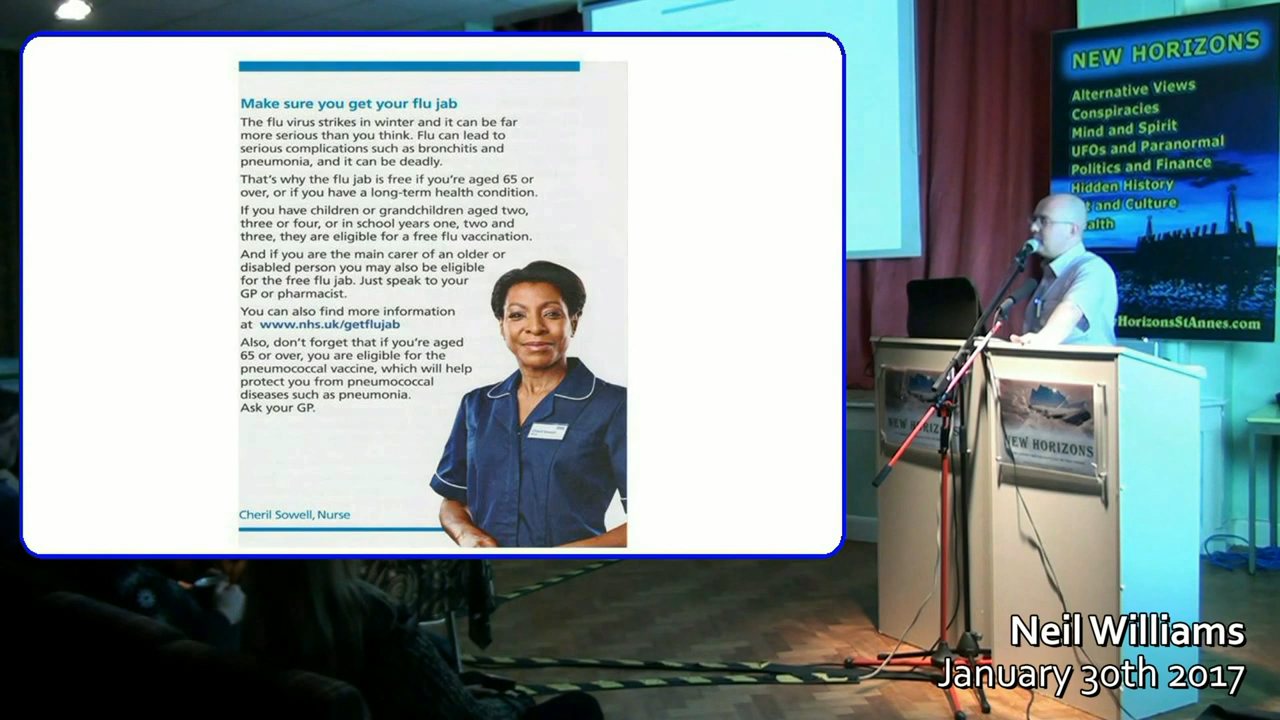 Make sure you get your flu jab
The flu virus strikes in winter and it can be far
more serious than you think. Flu can lead to
serious complications such as bronchitis and
pneumonia, and it can be deadly.
That's why the flu jab is free if you're aged 65 or
over, or if you have a long-term health condition.
If you have children or grandchildren aged two,
three or four, or in school years one, two and
three, they are eligible for a free flu vaccination.
And if you are the main carer of an older or
disabled person you may also be eligible
for the free flu jab. Just speak to your
GP or pharmacist.
You can also find more information
at www.nhs.uk/getflujab
Also, don't forget that if you're aged
65 or over, you are eligible for the
pneumococcal vaccine, which will help
protect you from pneumococcal
diseases such as pneumonia.
Ask your GP.
Cheril Sowell, Nurse
NEW HORIZONS
Alternative Views
Conspiracies
Mind and Spirit
UFOs and Paranormal
Politics and Finance
Hidden History
and Culture
HorizonsStAnnes.com
NEW HORIZONS
NEW HORIZONS
Neil Williams
January 30th 2017